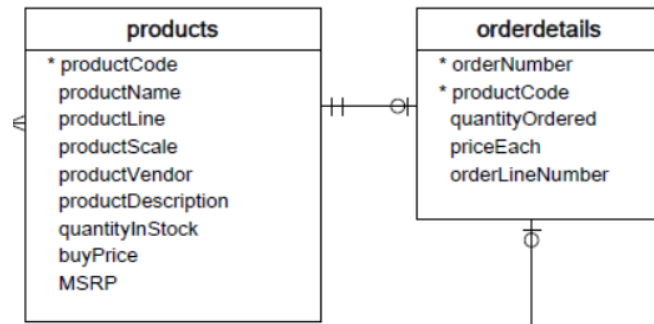 products
* productCode
productName
productLine
productScale
productVendor
productDescription
quantityInStock
buyPrice
MSRP
orderdetails
* orderNumber
* productCode
quantityOrdered
priceEach
orderLineNumber